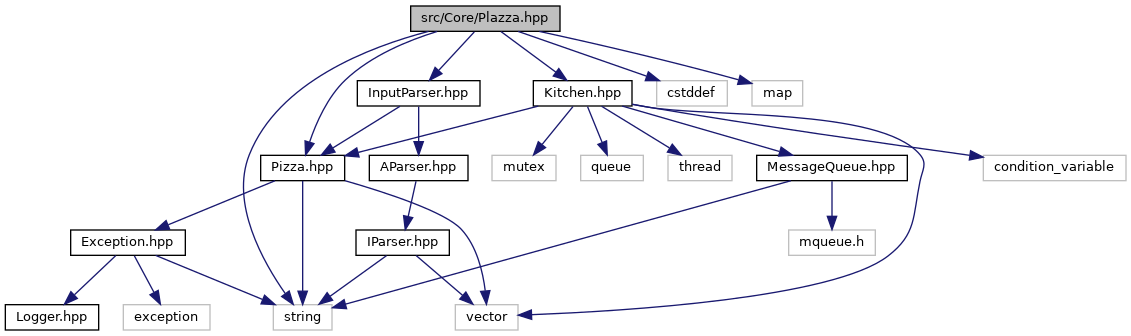 src/Core/Plazza.hpp
InputParser.hpp
Kitchen.hpp
cstddef
map
Pizza.hpp
AParser.hpp
mutex
queue
thread
MessageQueue.hpp
condition_variable
Exception.hpp
IParser.hpp
mqueue.h
Logger.hpp
exception
string
vector